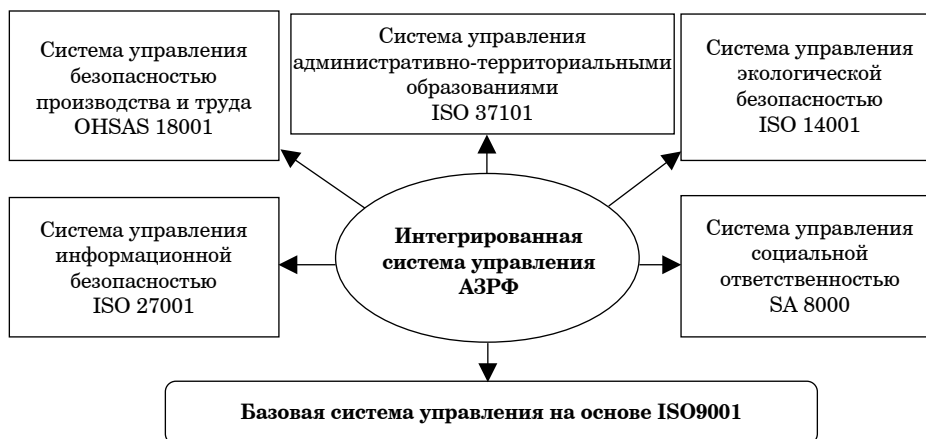 Система управления
безопасностью
производства и труда
OHSAS 18001
Система управления
административно-территориальными
образованиями
ISO 37101
Система управления
экологической
безопасностью
ISO 14001
Система управления
информационной
безопасностью
ISO 27001
Интегрированная
система управления
АЗРФ
Система управления
социальной
ответственностью
SA 8000
Базовая система управления на основе ISO9001